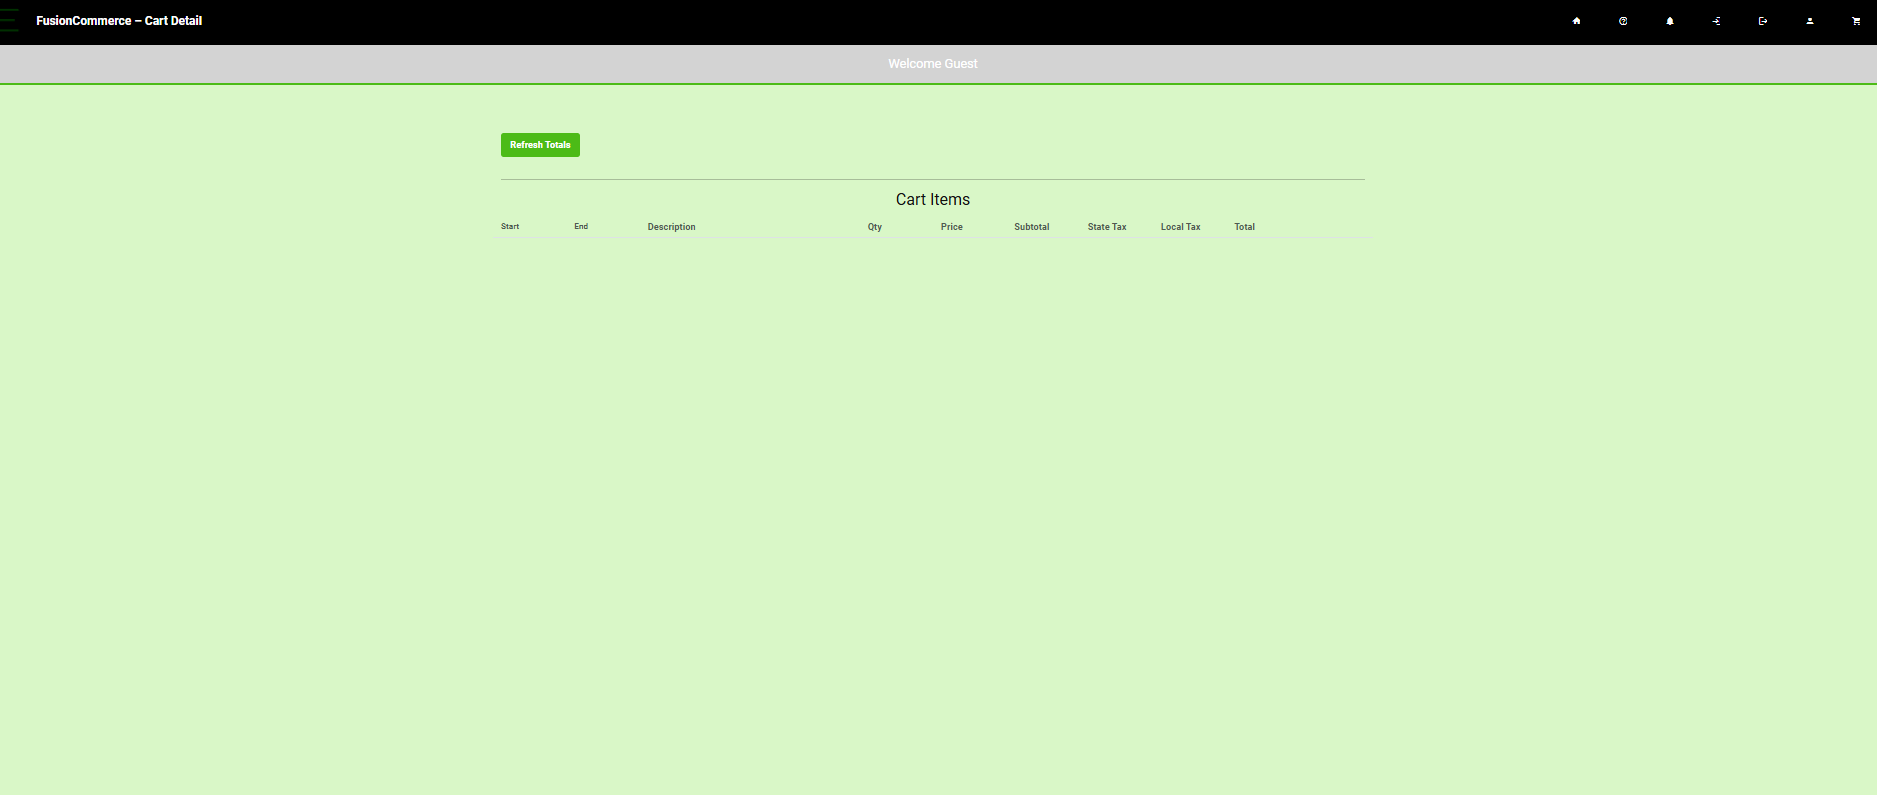 FusionCommerce – Cart Detail
Welcome Guest
Refresh Totals
Cart Items
Start End Description Qty Price Subtotal State Tax Local Tax Total